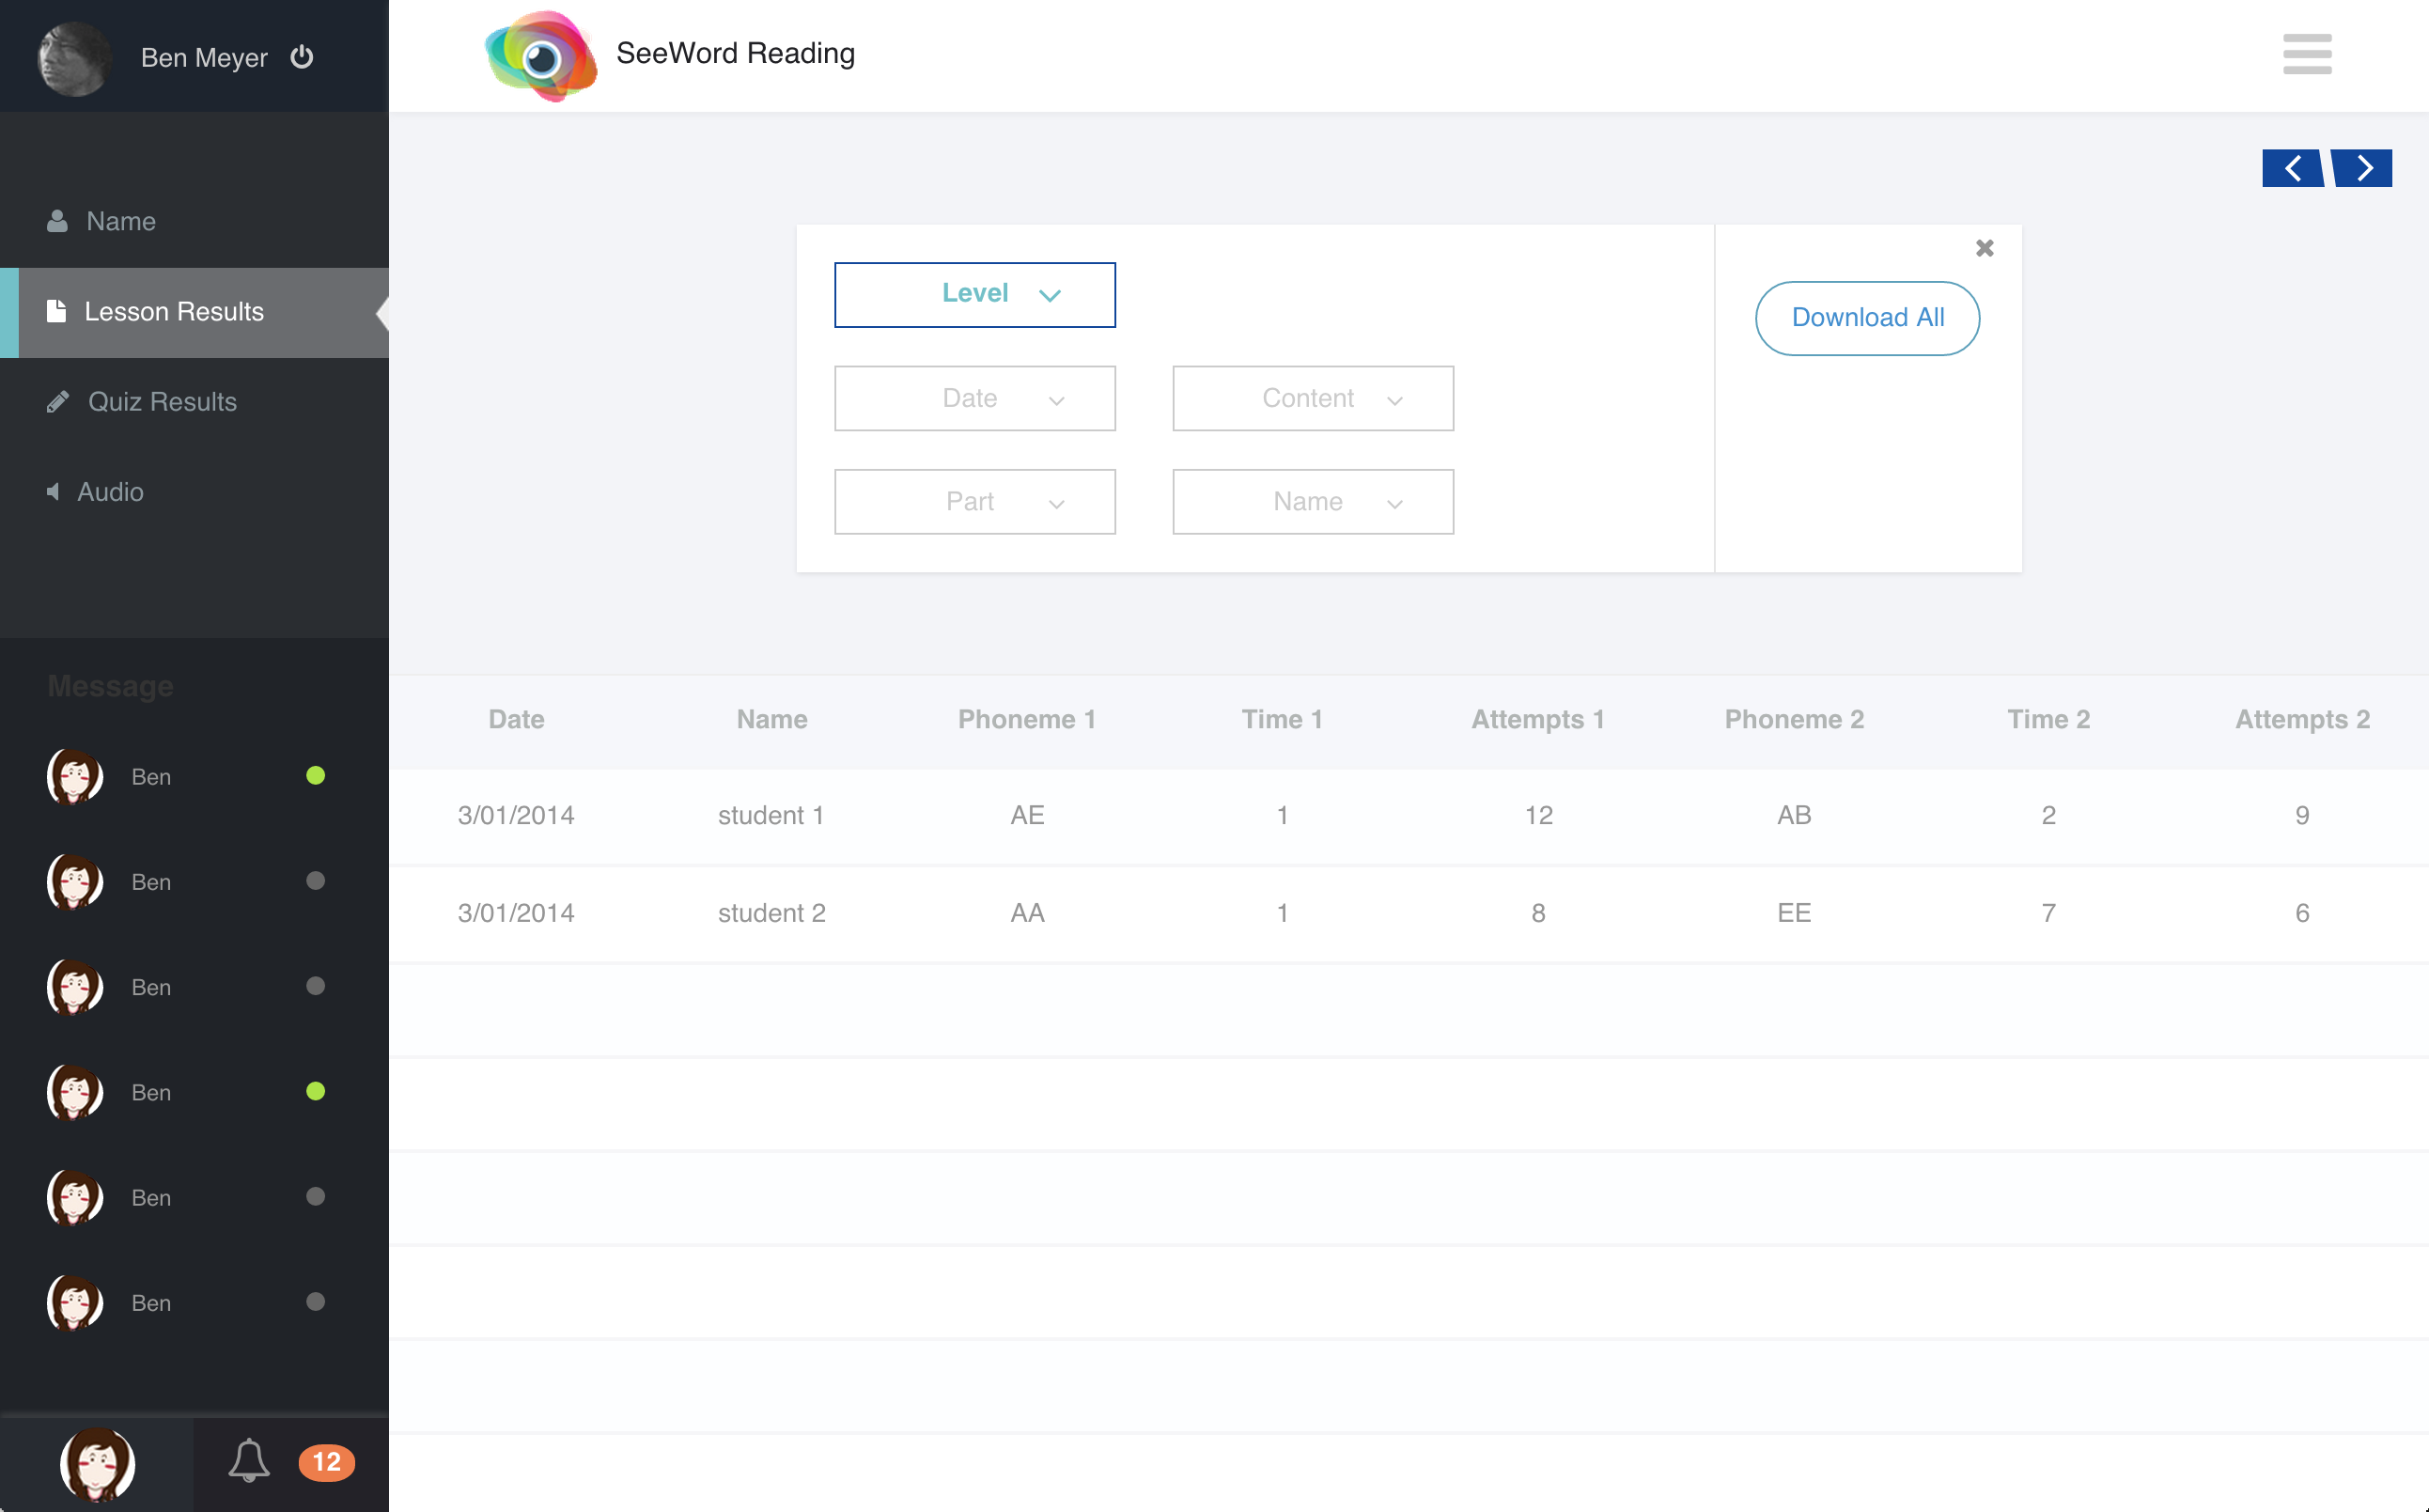 Ben Meyer
SeeWord Reading
Name
Lesson Results
Quiz Results
Audio
Level
Date
Content
Part
Name
Download All
Message
Ben
Ben
Ben
Ben
Ben
Ben
12
Date Name Phoneme 1 Time 1 Attempts 1 Phoneme 2 Time 2 Attempts 2
3/01/2014 student 1 AE 1 12 AB 2 9
3/01/2014 student 2 AA 1 8 EE 7 6